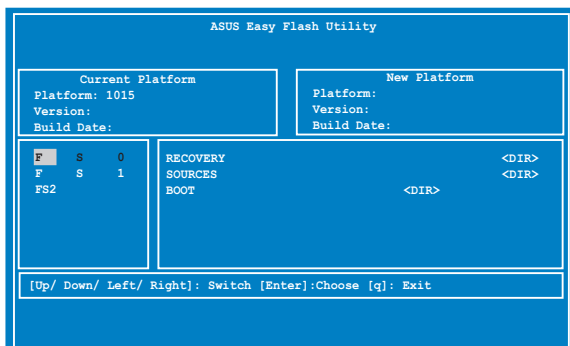 ASUS Easy Flash Utility
Current Platform
Platform: 1015
Version:
Build Date:
New Platform
Platform:
Version:
Build Date:
F S 0
F S 1
FS2
RECOVERY <DIR>
SOURCES <DIR>
BOOT <DIR>
[Up/ Down/ Left/ Right]: Switch [Enter]:Choose [q]: Exit